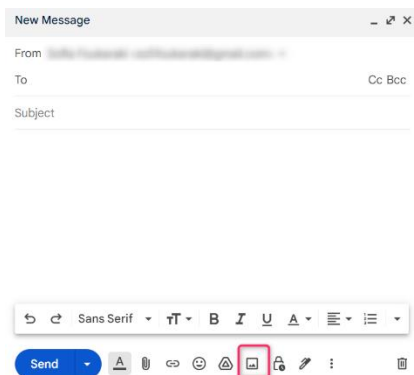 New Message
From
To Cc Bcc
Subject
Sans Serif B I U A
Send A